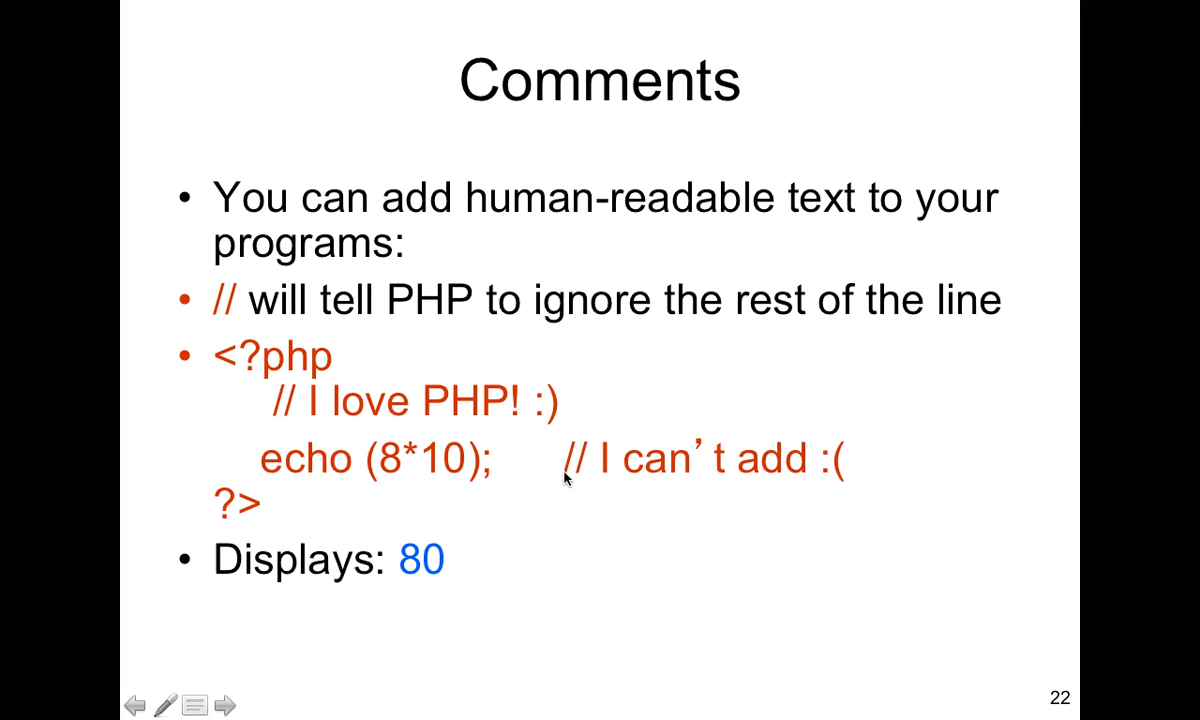 Comments
• You can add human-readable text to your
programs:
• // will tell PHP to ignore the rest of the line
• <?php
// I love PHP! :)
echo (8*10); // I can’t add :(
?>
• Displays: 80
22